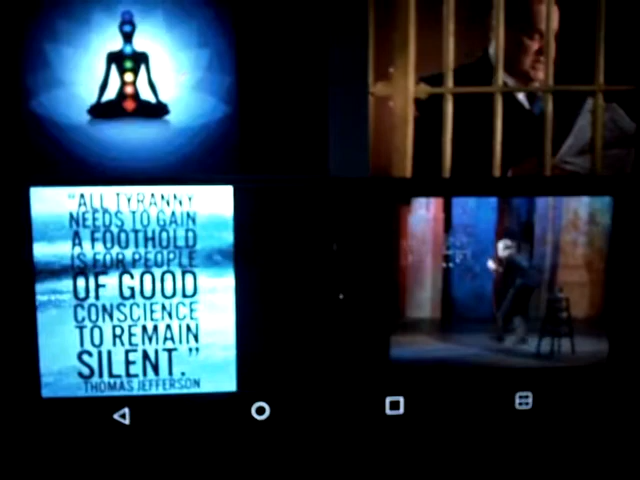 "ALL TYRANNY
NEEDS TO GAIN
A FOOTHOLD
IS FOR PEOPLE
OF GOOD
CONSCIENCE
TO REMAIN
SILENT."
THOMAS JEFFERSON